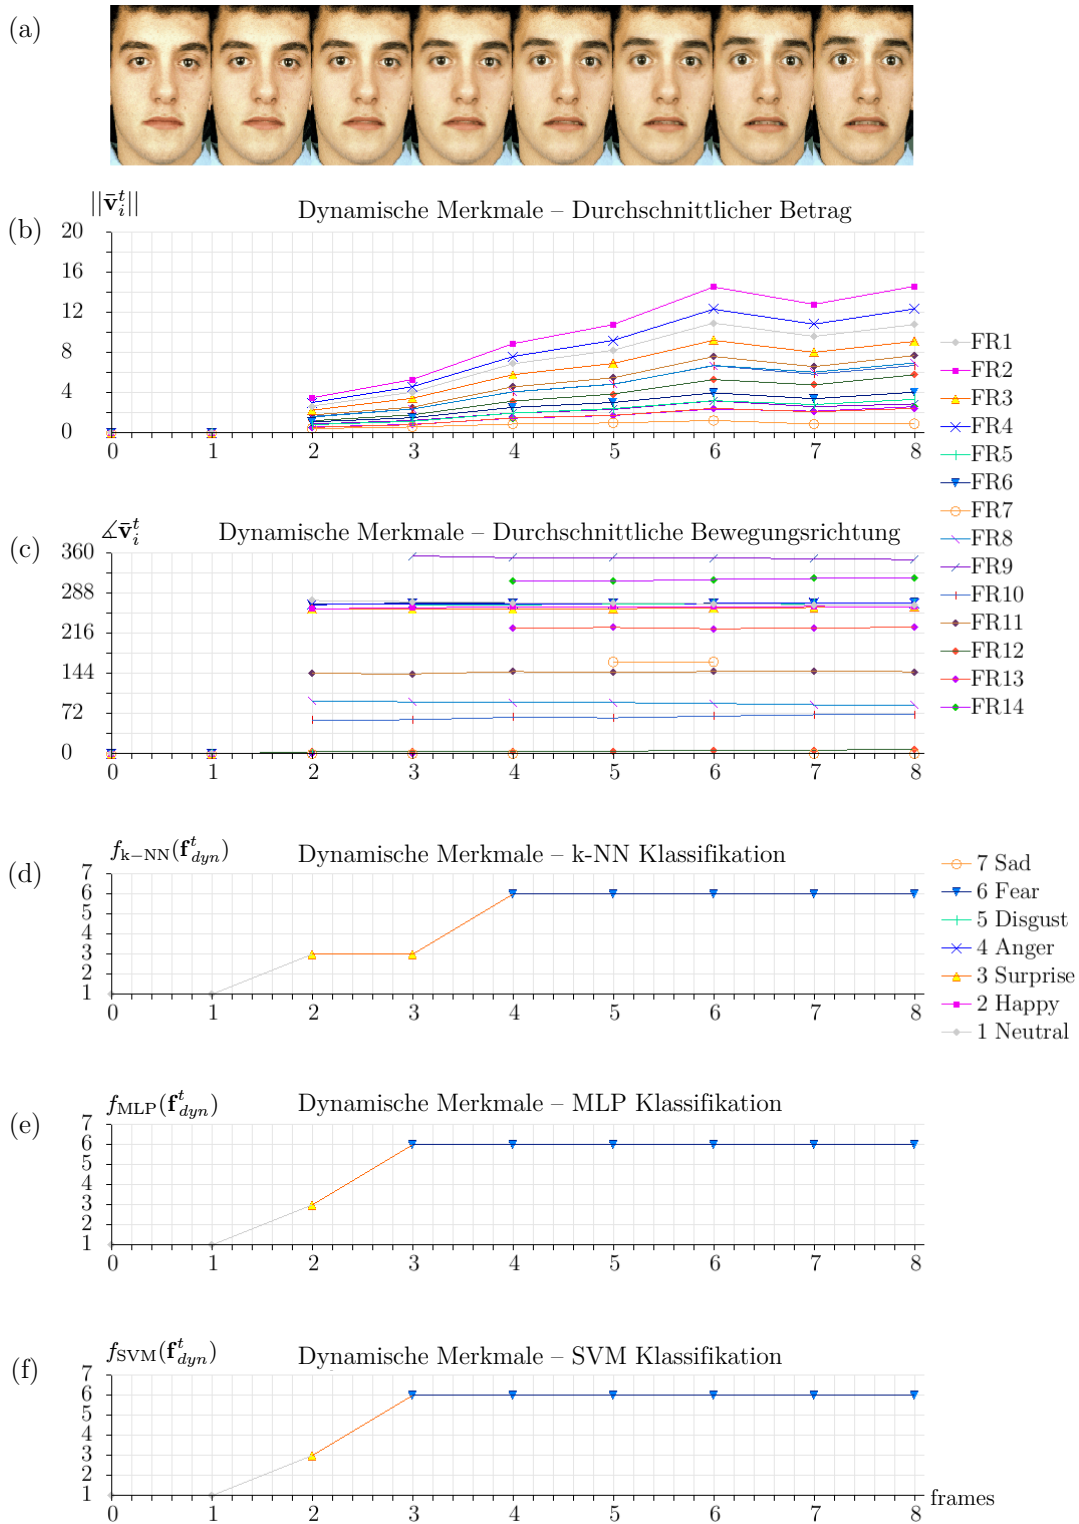 (a)
||v̄ᵢᵗ||
Dynamische Merkmale – Durchschnittlicher Betrag
(b)
20
16
12
8
4
0
0 1 2 3 4 5 6 7 8
FR1
FR2
FR3
FR4
FR5
FR6
FR7
FR8
FR9
FR10
FR11
FR12
FR13
FR14
∡v̄ᵢᵗ
Dynamische Merkmale – Durchschnittliche Bewegungsrichtung
(c)
360
288
216
144
72
0
0 1 2 3 4 5 6 7 8
f k−NN(f dyn^t)
Dynamische Merkmale – k-NN Klassifikation
(d)
7
6
5
4
3
2
1
0 1 2 3 4 5 6 7 8
7 Sad
6 Fear
5 Disgust
4 Anger
3 Surprise
2 Happy
1 Neutral
f MLP(f dyn^t)
Dynamische Merkmale – MLP Klassifikation
(e)
7
6
5
4
3
2
1
0 1 2 3 4 5 6 7 8
f SVM(f dyn^t)
Dynamische Merkmale – SVM Klassifikation
(f)
7
6
5
4
3
2
1
0 1 2 3 4 5 6 7 8
frames